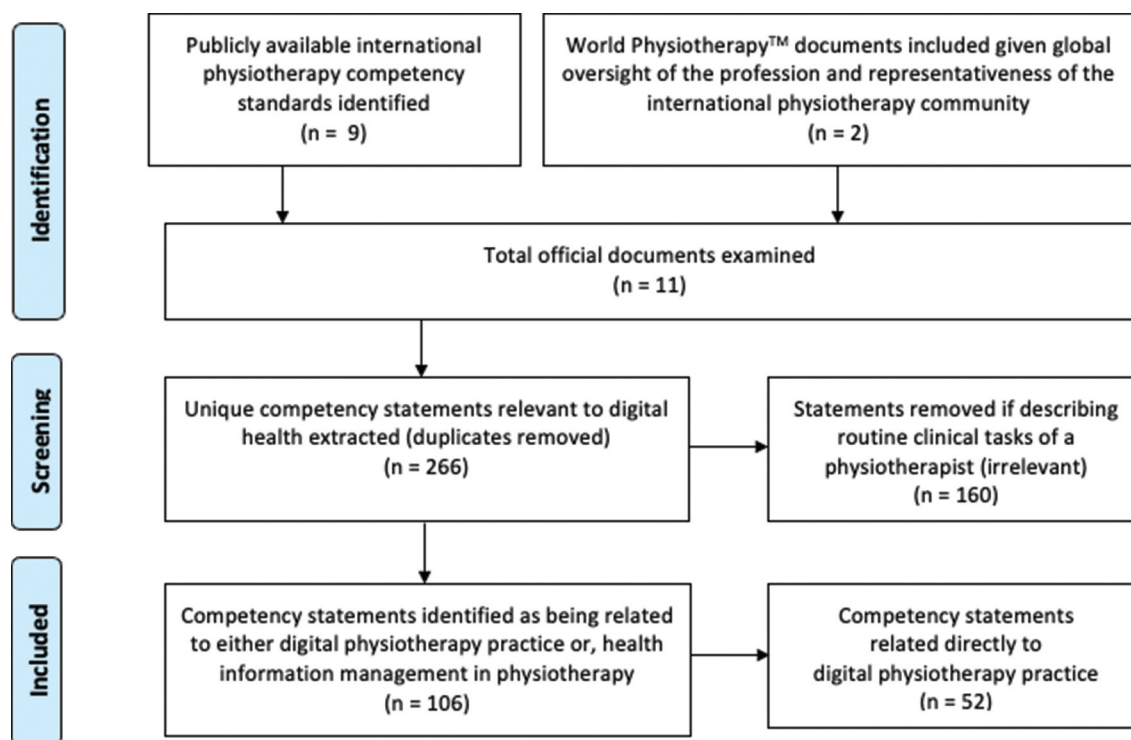 Identification
Publicly available international
physiotherapy competency
standards identified
(n = 9)
World Physiotherapy™ documents included given global
oversight of the profession and representativeness of the
international physiotherapy community
(n = 2)
Total official documents examined
(n = 11)
Screening
Unique competency statements relevant to digital
health extracted (duplicates removed)
(n = 266)
Statements removed if describing
routine clinical tasks of a
physiotherapist (irrelevant)
(n = 160)
Included
Competency statements identified as being related
to either digital physiotherapy practice or, health
information management in physiotherapy
(n = 106)
Competency statements
related directly to
digital physiotherapy practice
(n = 52)